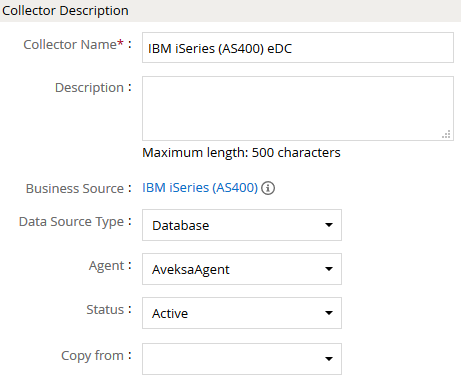 Collector Description
Collector Name* : IBM iSeries (AS400) eDC
Description :
Maximum length: 500 characters
Business Source : IBM iSeries (AS400)
Data Source Type : Database
Agent : AveksaAgent
Status : Active
Copy from :